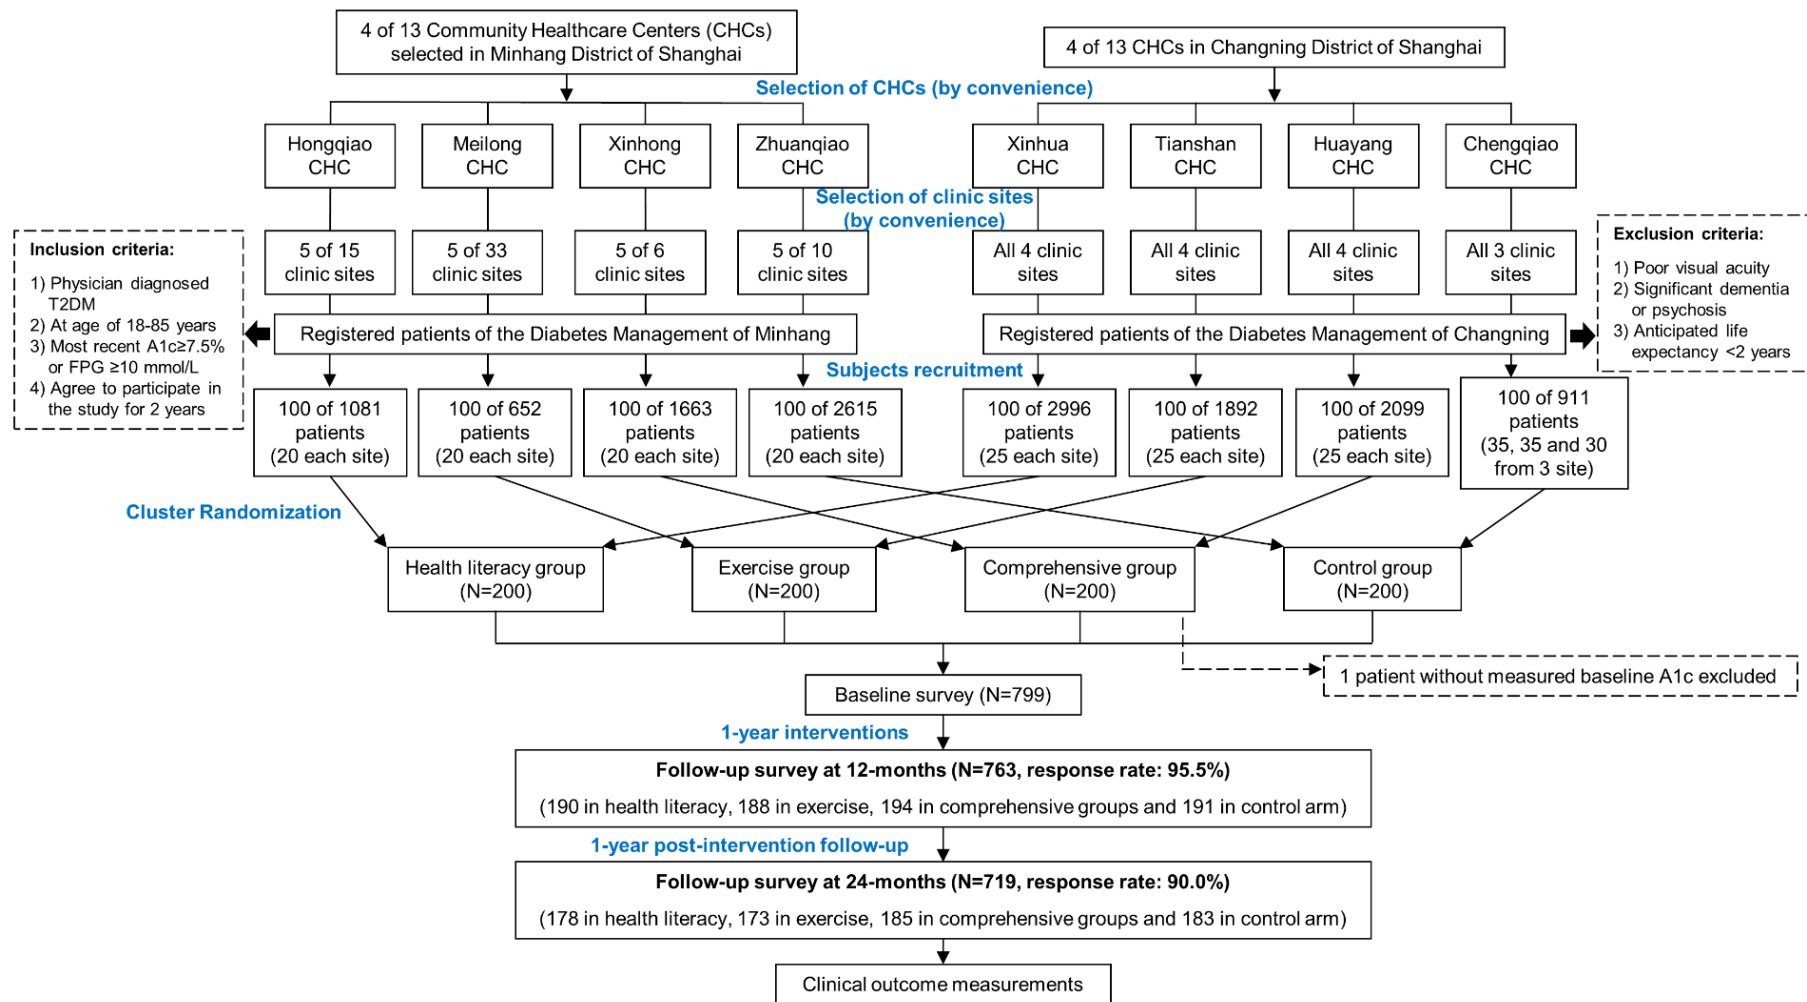 4 of 13 Community Healthcare Centers (CHCs)
selected in Minhang District of Shanghai
4 of 13 CHCs in Changning District of Shanghai
Selection of CHCs (by convenience)
Hongqiao
CHC
Meilong
CHC
Xinhong
CHC
Zhuanqiao
CHC
Xinhua
CHC
Tianshan
CHC
Huayang
CHC
Chengqiao
CHC
Selection of clinic sites
(by convenience)
5 of 15
clinic sites
5 of 33
clinic sites
5 of 6
clinic sites
5 of 10
clinic sites
All 4 clinic
sites
All 4 clinic
sites
All 4 clinic
sites
All 3 clinic
sites
Inclusion criteria:
1) Physician diagnosed
T2DM
2) At age of 18-85 years
3) Most recent A1c≥7.5%
or FPG ≥10 mmol/L
4) Agree to participate in
the study for 2 years
Exclusion criteria:
1) Poor visual acuity
2) Significant dementia
or psychosis
3) Anticipated life
expectancy <2 years
Registered patients of the Diabetes Management of Minhang
Registered patients of the Diabetes Management of Changning
Subjects recruitment
100 of 1081
patients
(20 each site)
100 of 652
patients
(20 each site)
100 of 1663
patients
(20 each site)
100 of 2615
patients
(20 each site)
100 of 2996
patients
(25 each site)
100 of 1892
patients
(25 each site)
100 of 2099
patients
(25 each site)
100 of 911
patients
(35, 35 and 30
from 3 site)
Cluster Randomization
Health literacy group
(N=200)
Exercise group
(N=200)
Comprehensive group
(N=200)
Control group
(N=200)
1 patient without measured baseline A1c excluded
Baseline survey (N=799)
1-year interventions
Follow-up survey at 12-months (N=763, response rate: 95.5%)
(190 in health literacy, 188 in exercise, 194 in comprehensive groups and 191 in control arm)
1-year post-intervention follow-up
Follow-up survey at 24-months (N=719, response rate: 90.0%)
(178 in health literacy, 173 in exercise, 185 in comprehensive groups and 183 in control arm)
Clinical outcome measurements